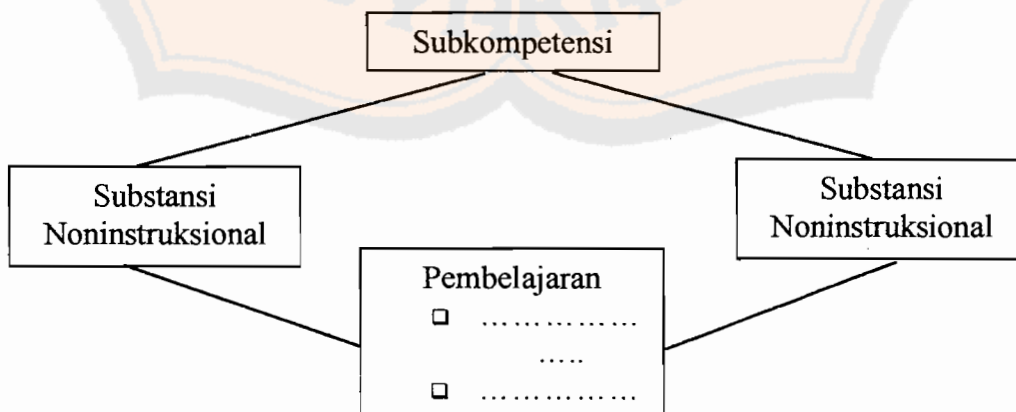 Subkompetensi
Substansi
Noninstruksional
Substansi
Noninstruksional
Pembelajaran
❑ ……………
…..
❑ ……………